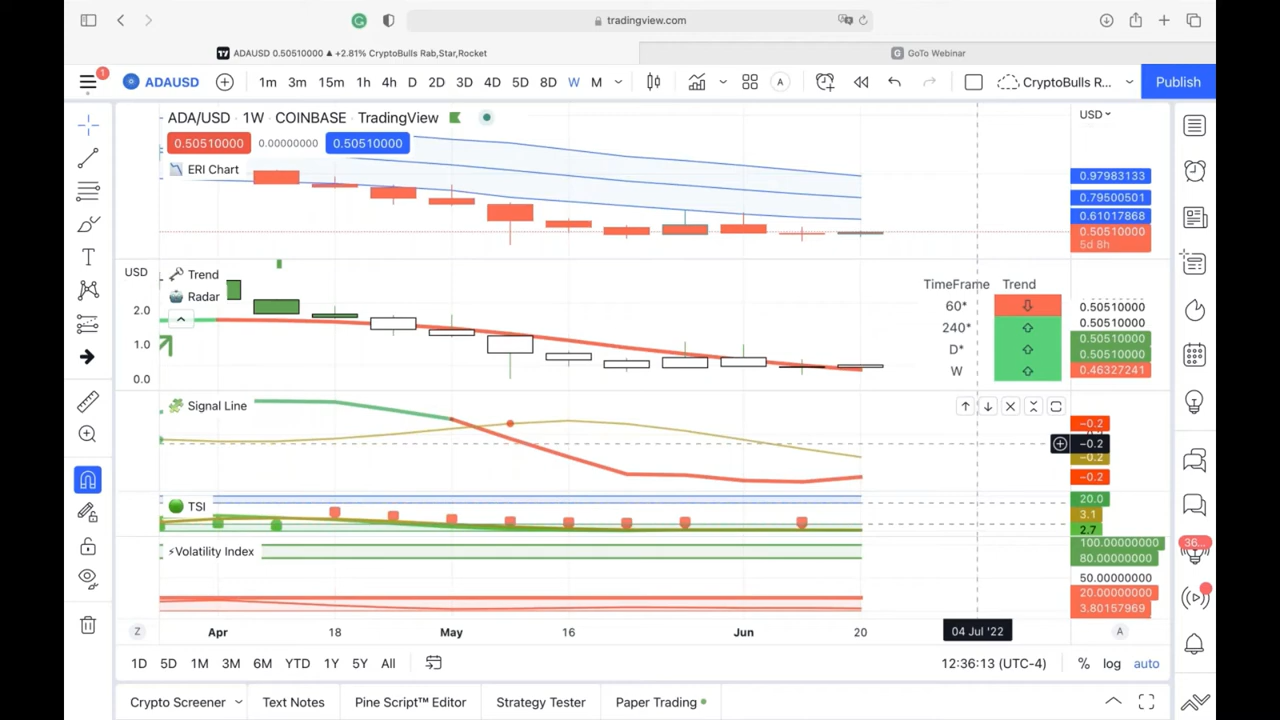 tradingview.com
ADAUSD 0.50510000 ▲ +2.81% CryptoBulls Rab,Star,Rocket
G GoTo Webinar
1
ADAUSD 1m 3m 15m 1h 4h D 2D 3D 4D 5D 8D W M A CryptoBulls R... Publish
ADA/USD · 1W · COINBASE · TradingView USD
0.50510000 0.00000000 0.50510000
ERI Chart
0.97983133
0.79500501
0.61017868
0.50510000
5d 8h
USD Trend TimeFrame Trend
Radar 60* 0.50510000
2.0 240* 0.50510000
0.50510000
1.0 D* 0.50510000
0.0 W 0.46327241
Signal Line
−0.2
−0.2
−0.2
−0.2
TSI 20.0
3.1
2.7
⚡Volatility Index 100.00000000
80.00000000
50.00000000
20.00000000
3.80157969
36...
Z Apr 18 May 16 Jun 20 04 Jul '22 A
1D 5D 1M 3M 6M YTD 1Y 5Y All 12:36:13 (UTC-4) % log auto
Crypto Screener Text Notes Pine Script™ Editor Strategy Tester Paper Trading